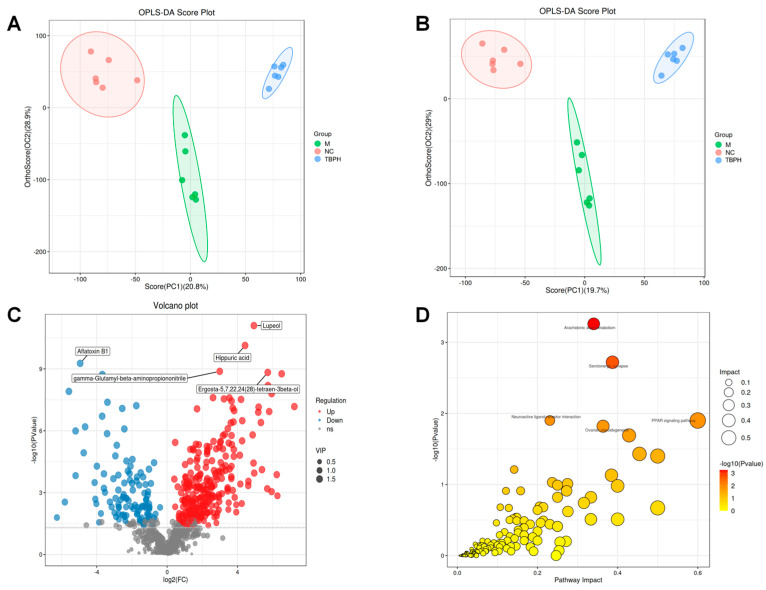 A
OPLS-DA Score Plot
OrthoScore(OC2)(28.9%)
100
0
-100
-200
-100
-50
0
50
100
Score(PC1)(20.8%)
Group
M
NC
TBPH
B
OPLS-DA Score Plot
OrthoScore(OC2)(29%)
100
0
-100
-200
-100
-50
0
50
100
Score(PC1)(19.7%)
Group
M
NC
TBPH
C
Volcano plot
-log10(PValue)
9
6
3
0
-4
0
4
log2(FC)
Lupeol
Hippuric acid
Aflatoxin B1
gamma-Glutamyl-beta-aminopropiononitrile
Ergosta-5,7,22,24(28)-tetraen-3beta-ol
Regulation
Up
Down
ns
VIP
0.5
1.0
1.5
D
-log10(Pvalue)
3
2
1
0
0.0
0.2
0.4
0.6
Pathway Impact
PPAR signaling pathway
Impact
0.1
0.2
0.3
0.4
0.5
-log10(Pvalue)
3
2
1
0